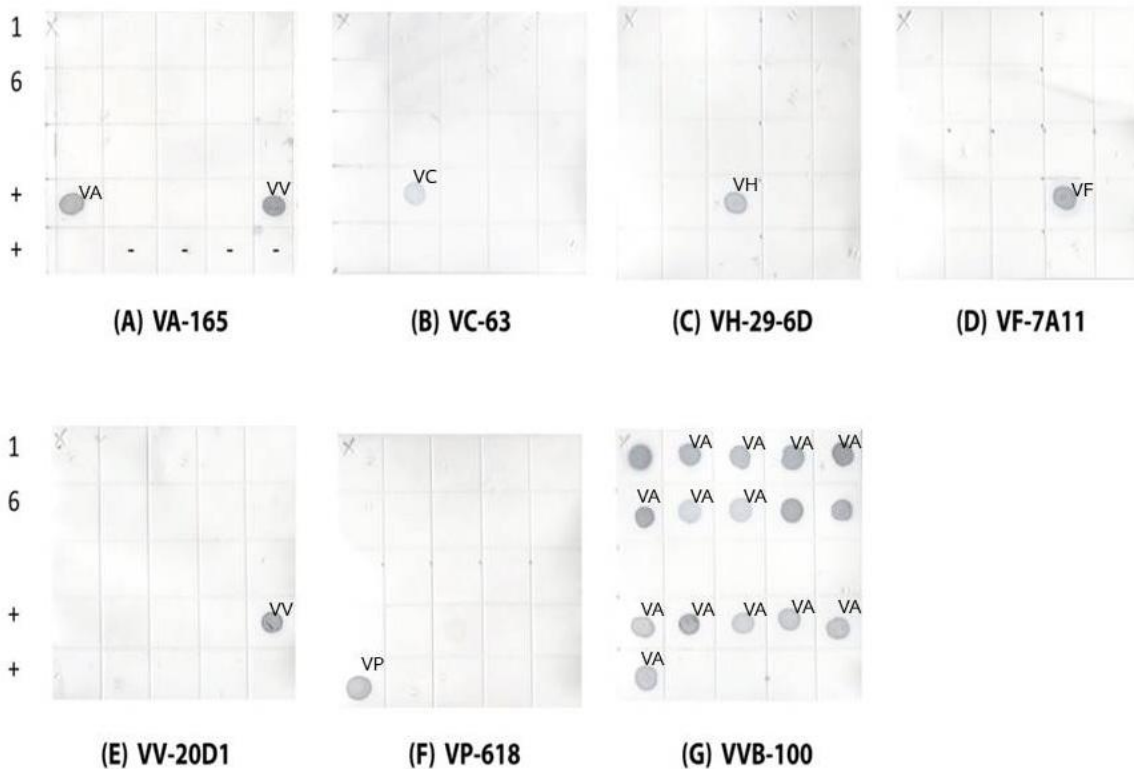 1 X X X X
6
VA VV VC VH VF
+
+ - - - -
(A) VA-165 (B) VC-63 (C) VH-29-6D (D) VF-7A11
1 X X X VA VA VA VA
6 VA VA VA
+ VV VA VA VA VA VA
+ VP VA
(E) VV-20D1 (F) VP-618 (G) VVB-100